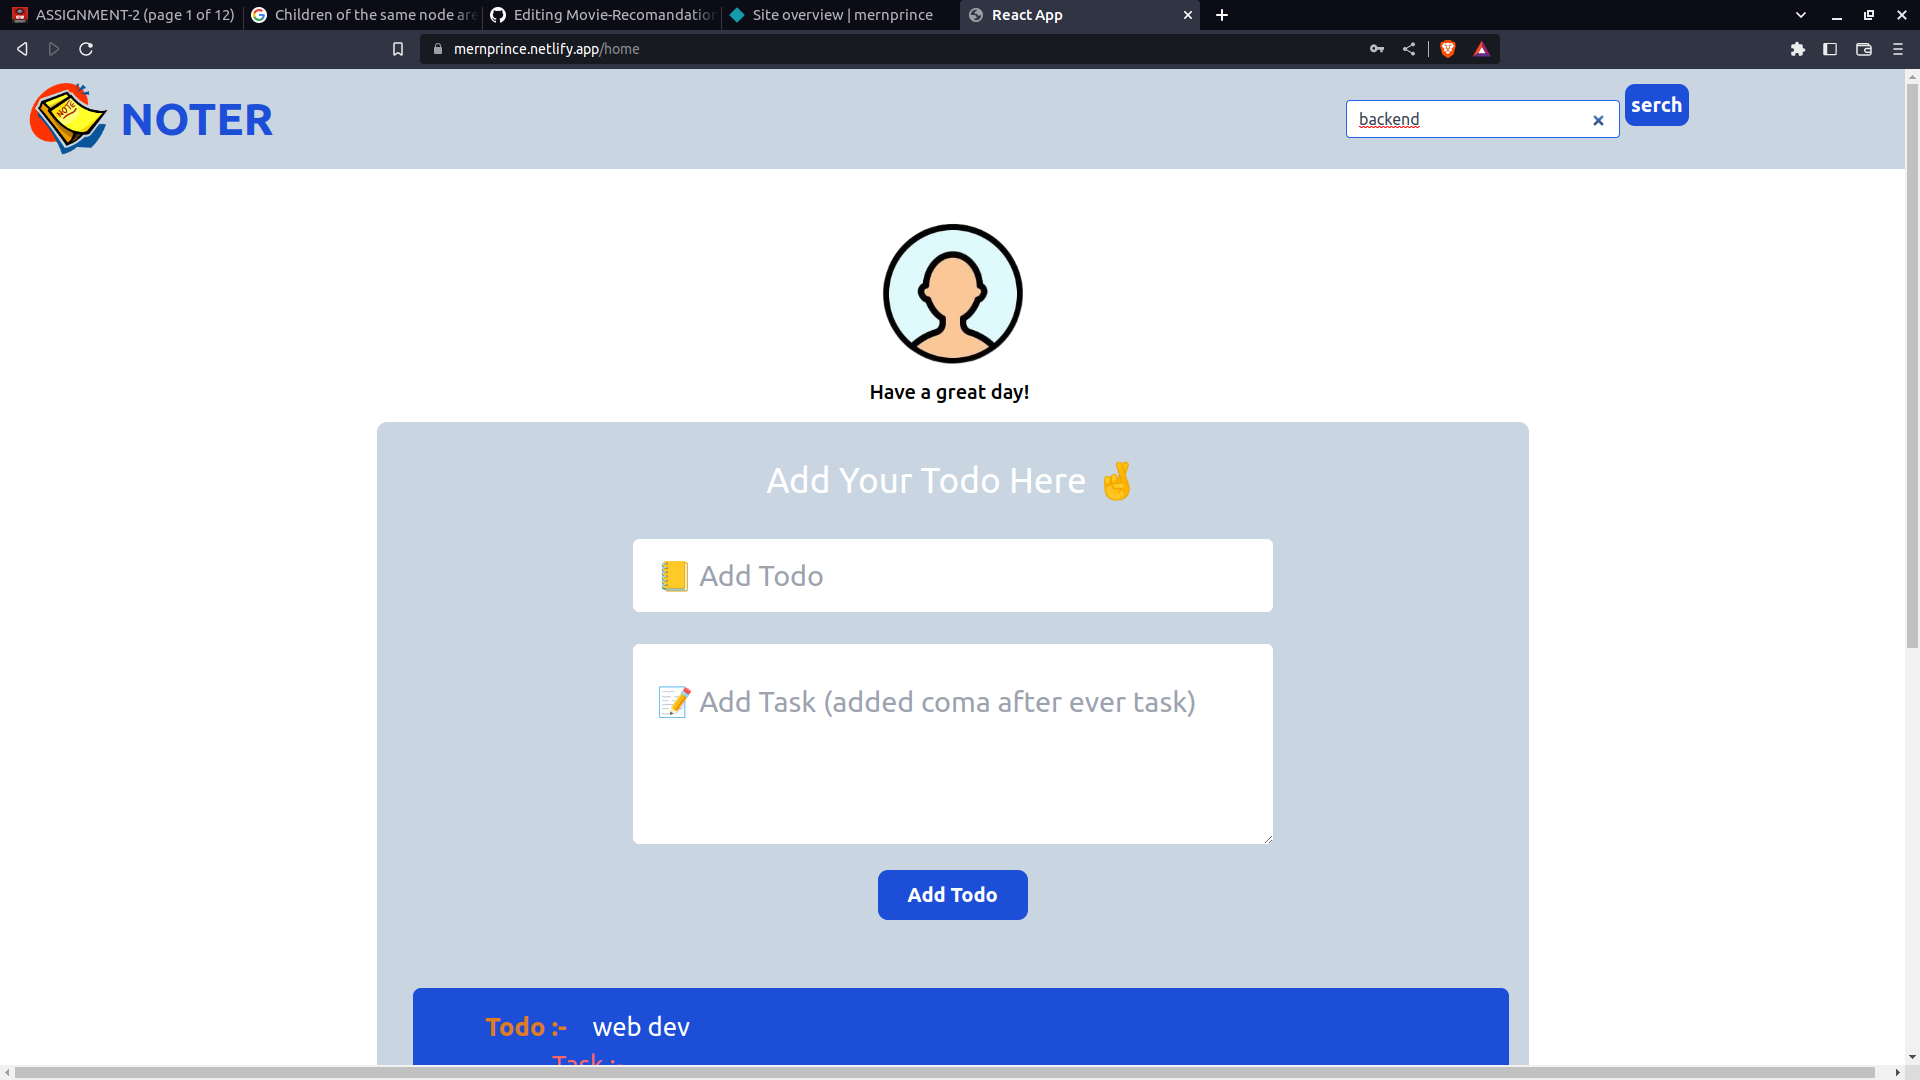 ASSIGNMENT-2 (page 1 of 12)
Children of the same node are
Editing Movie-Recomandation
Site overview | mernprince
React App
mernprince.netlify.app/home
NOTE
NOTER
backend
serch
Have a great day!
Add Your Todo Here 🤞
📒 Add Todo
📝 Add Task (added coma after ever task)
Add Todo
Todo :- web dev
Task :-